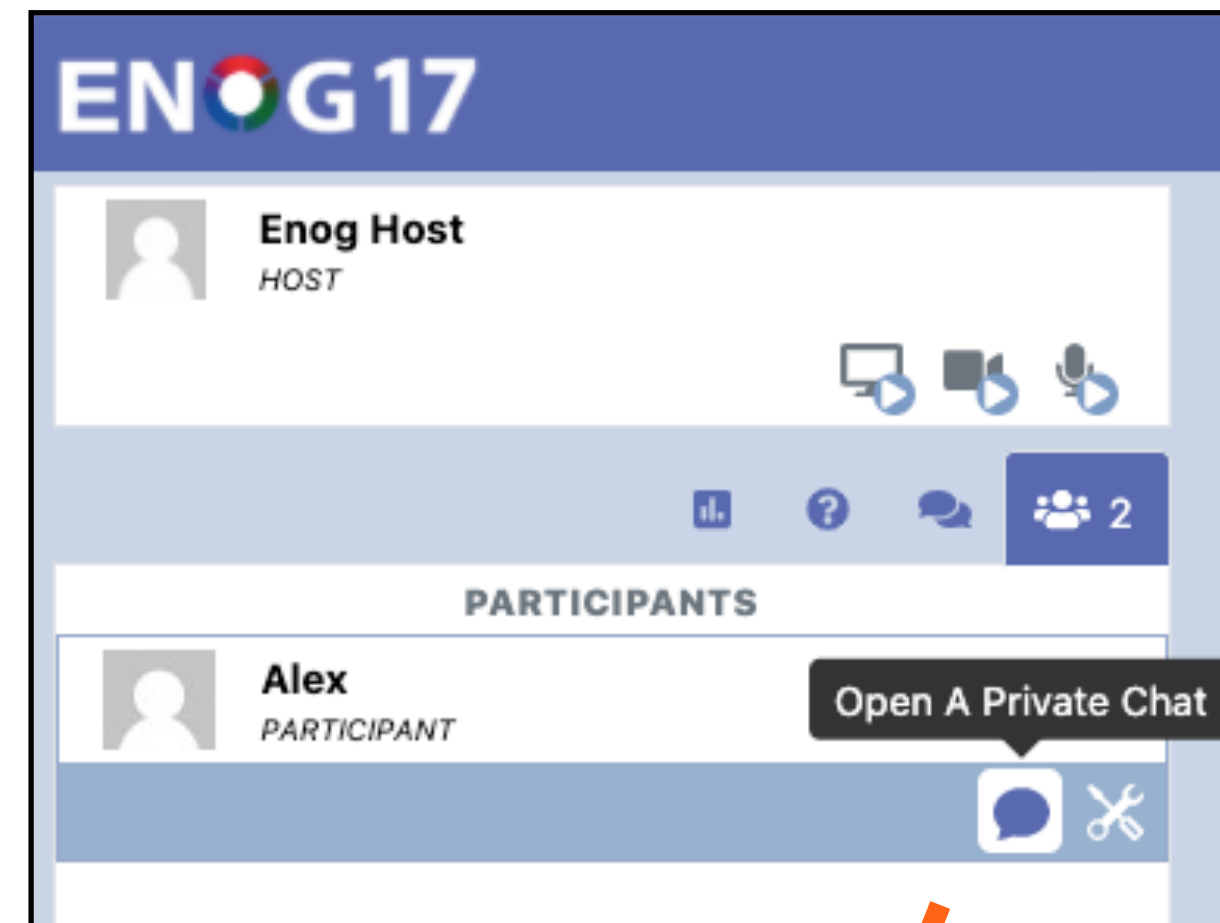 ENOG 17
Enog Host
HOST
2
PARTICIPANTS
Alex
PARTICIPANT
Open A Private Chat